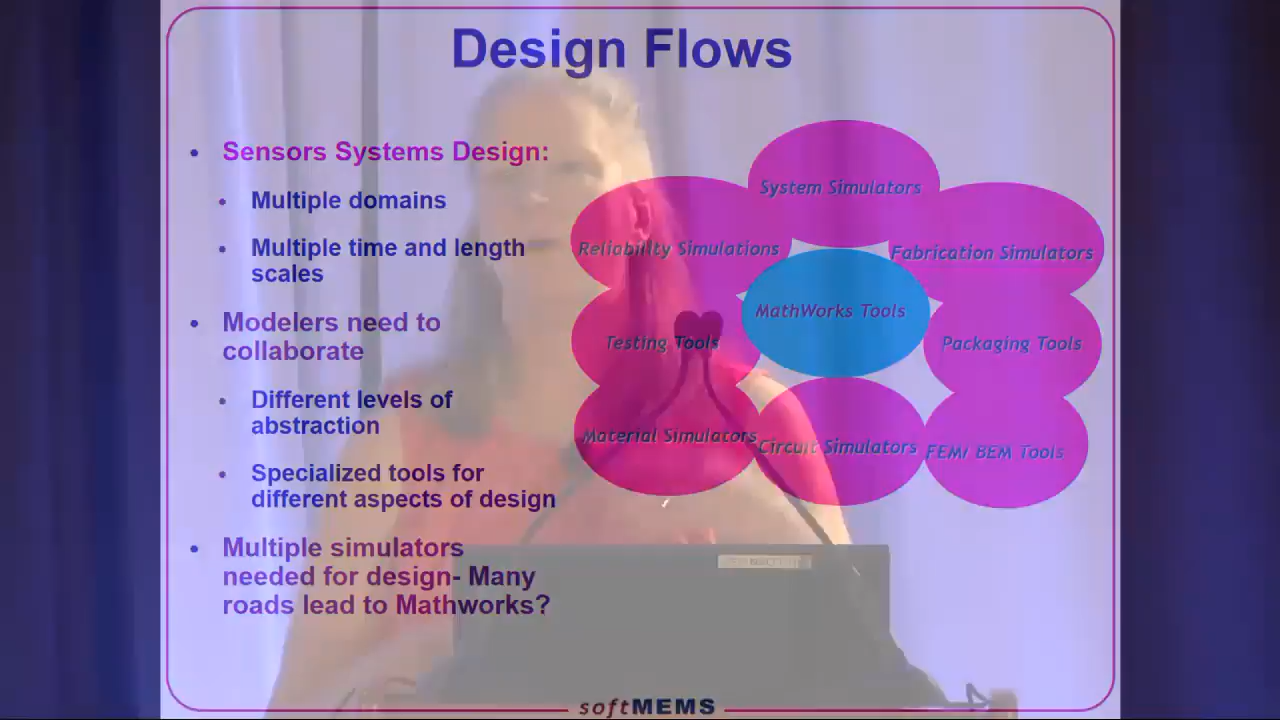 Design Flows
Sensors Systems Design:
Multiple domains
Multiple time and length
scales
Modelers need to
collaborate
Different levels of
abstraction
Specialized tools for
different aspects of design
Multiple simulators
needed for design- Many
roads lead to Mathworks?
System Simulators
Reliability Simulations
Fabrication Simulators
MathWorks Tools
Testing Tools
Packaging Tools
Material Simulators
Circuit Simulators
FEM/ BEM Tools
softMEMS